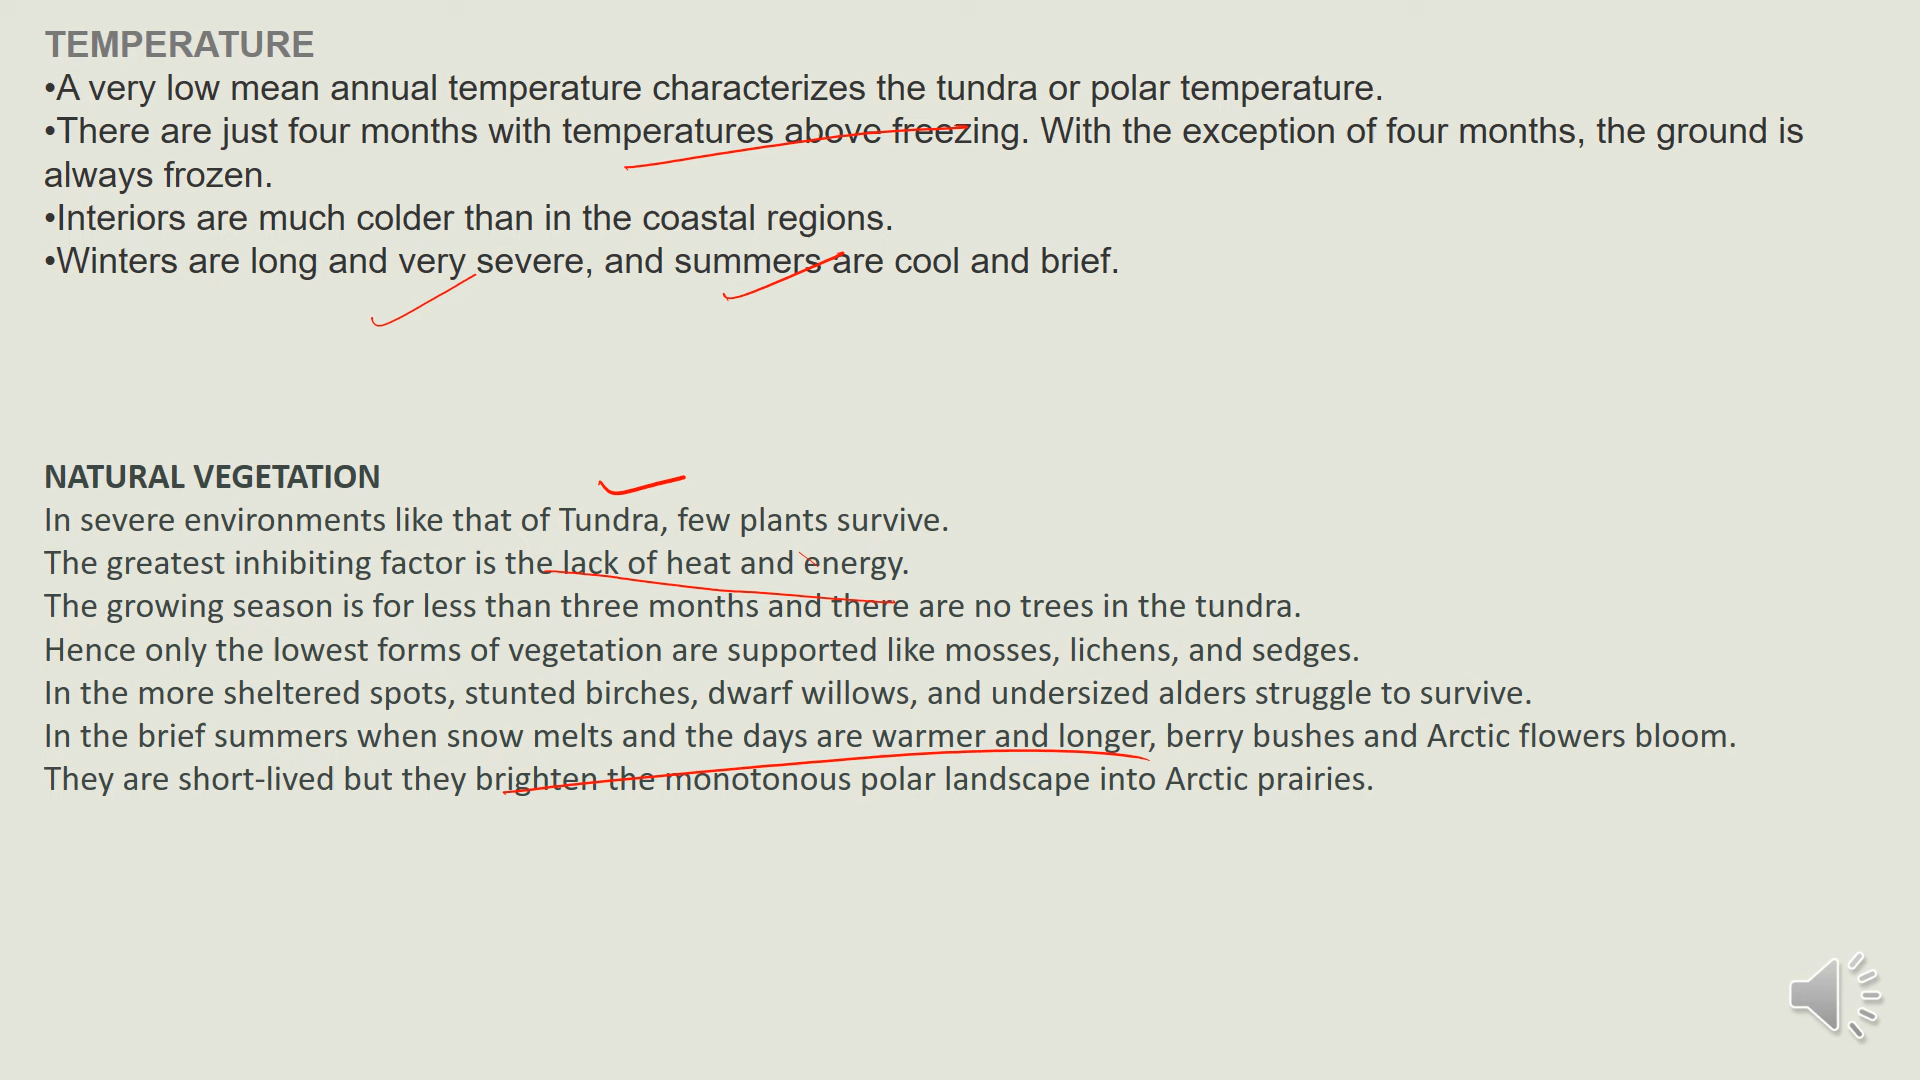 TEMPERATURE
•A very low mean annual temperature characterizes the tundra or polar temperature.
•There are just four months with temperatures above freezing. With the exception of four months, the ground is
always frozen.
•Interiors are much colder than in the coastal regions.
•Winters are long and very severe, and summers are cool and brief.
NATURAL VEGETATION
In severe environments like that of Tundra, few plants survive.
The greatest inhibiting factor is the lack of heat and energy.
The growing season is for less than three months and there are no trees in the tundra.
Hence only the lowest forms of vegetation are supported like mosses, lichens, and sedges.
In the more sheltered spots, stunted birches, dwarf willows, and undersized alders struggle to survive.
In the brief summers when snow melts and the days are warmer and longer, berry bushes and Arctic flowers bloom.
They are short-lived but they brighten the monotonous polar landscape into Arctic prairies.